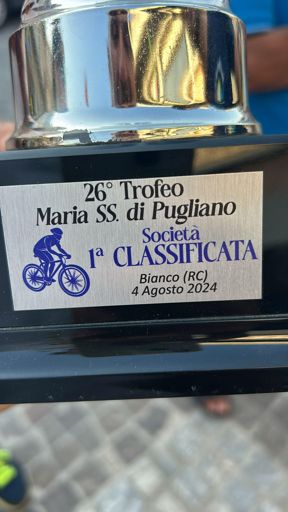 26° Trofeo
Maria SS. di Pugliano
Società
1ª CLASSIFICATA
Bianco (RC)
4 Agosto 2024